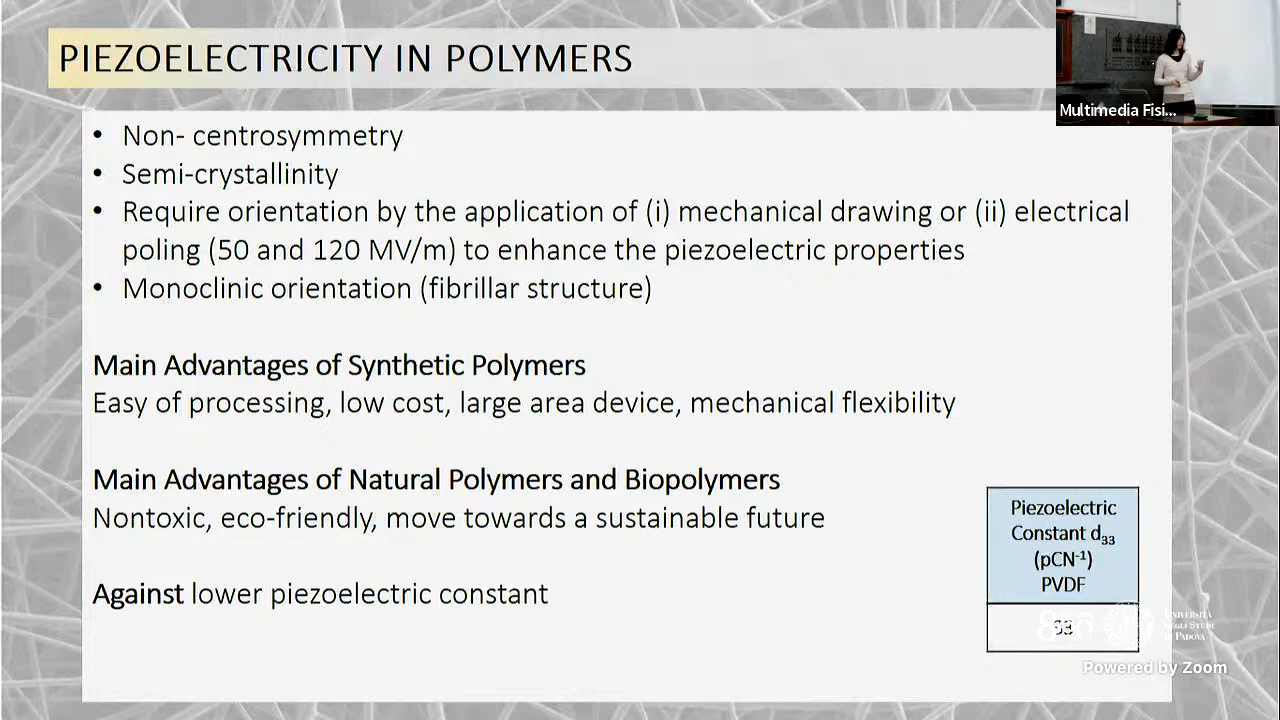 PIEZOELECTRICITY IN POLYMERS
Multimedia Fisi...
• Non- centrosymmetry
• Semi-crystallinity
• Require orientation by the application of (i) mechanical drawing or (ii) electrical
poling (50 and 120 MV/m) to enhance the piezoelectric properties
• Monoclinic orientation (fibrillar structure)
Main Advantages of Synthetic Polymers
Easy of processing, low cost, large area device, mechanical flexibility
Main Advantages of Natural Polymers and Biopolymers
Nontoxic, eco-friendly, move towards a sustainable future
Against lower piezoelectric constant
Piezoelectric
Constant d₃₃
(pCN⁻¹)
PVDF
UNIVERSITÀ
DEGLI STUDI
DI PADOVA
Powered by Zoom